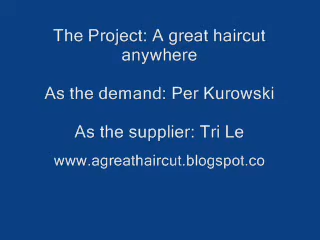 The Project: A great haircut
anywhere
As the demand: Per Kurowski
As the supplier: Tri Le
www.agreathaircut.blogspot.co